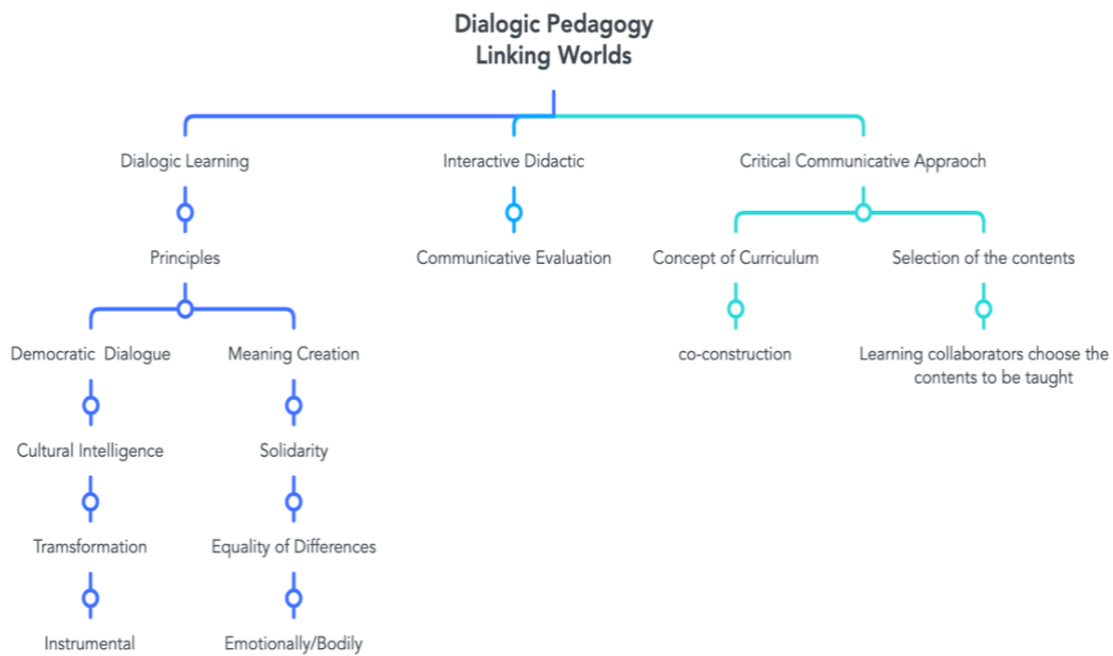 Dialogic Pedagogy
Linking Worlds
Dialogic Learning
Interactive Didactic
Critical Communicative Appraoch
Principles
Communicative Evaluation
Concept of Curriculum
Selection of the contents
Democratic Dialogue
Meaning Creation
co-construction
Learning collaborators choose the
contents to be taught
Cultural Intelligence
Solidarity
Tramsformation
Equality of Differences
Instrumental
Emotionally/Bodily